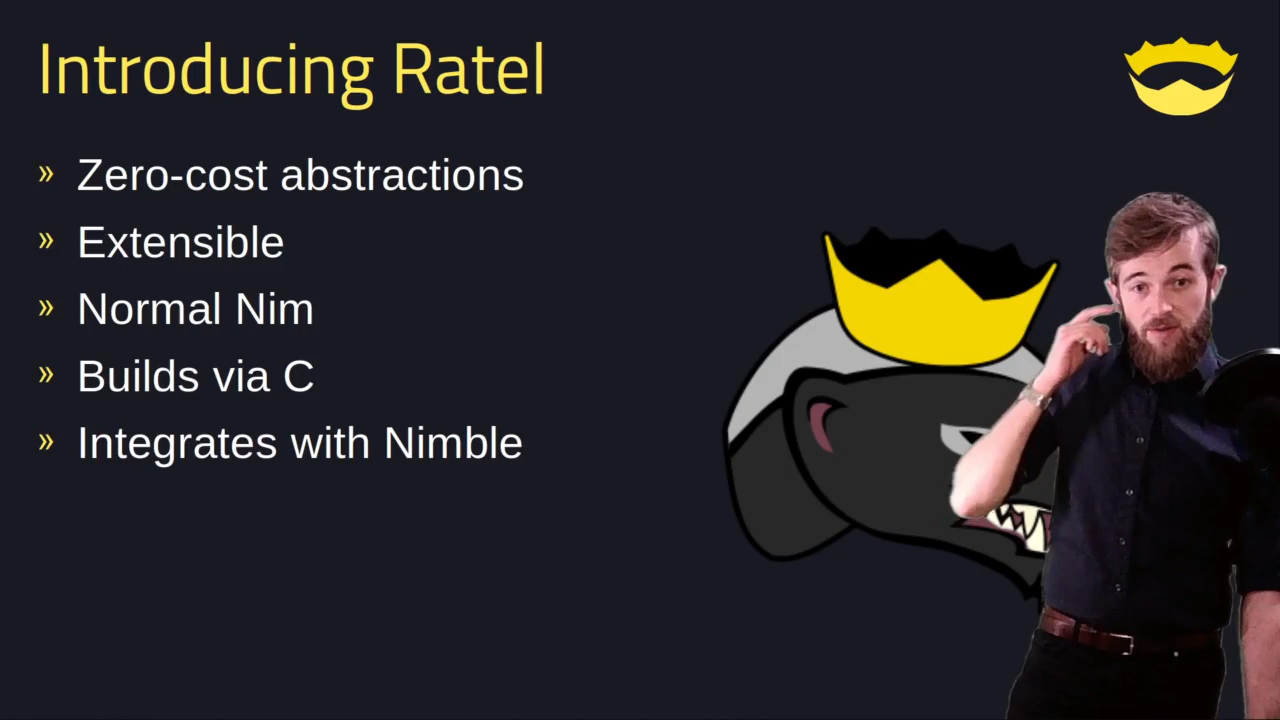 Introducing Ratel
» Zero-cost abstractions
» Extensible
» Normal Nim
» Builds via C
» Integrates with Nimble